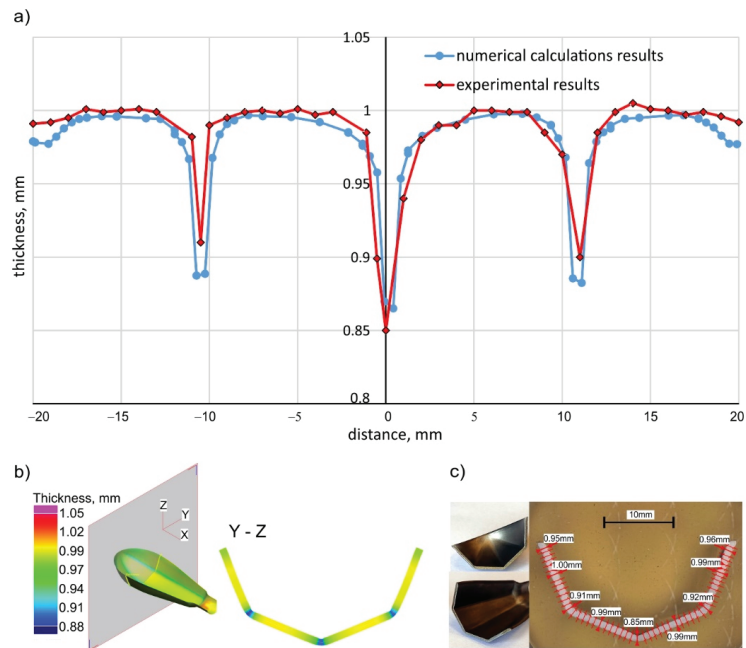 a)
1.05
numerical calculations results
experimental results
1
0.95
0.9
0.85
0.8
thickness, mm
−20
−15
−10
−5
0
5
10
15
20
distance, mm
b)
Thickness, mm
1.05
1.04
1.02
0.99
0.97
0.94
0.91
0.88
Z
Y
X
Y - Z
c)
10mm
0.95mm
0.96mm
1.00mm
0.99mm
0.91mm
0.92mm
0.99mm
0.85mm
0.99mm